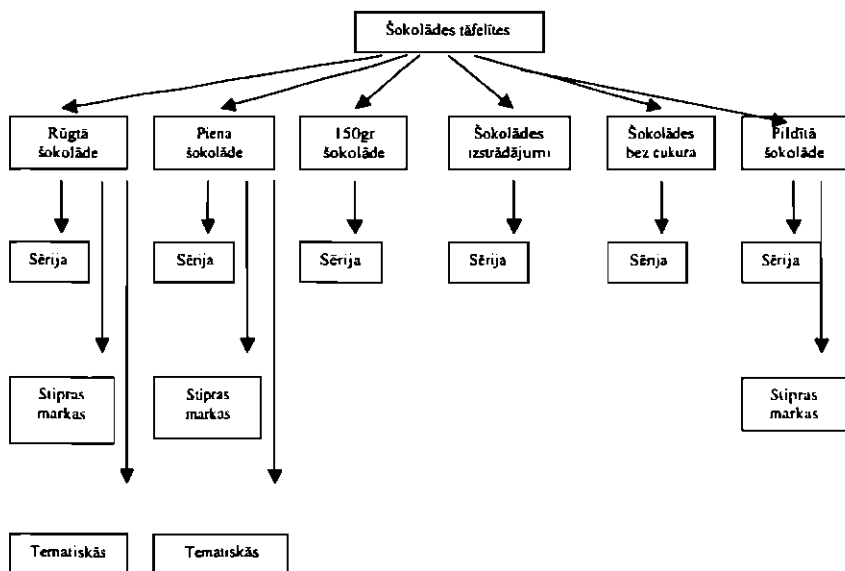 Šokolādes tāfelītes
Rūgtā
šokolāde
Piena
šokolāde
150gr
šokolāde
Šokolādes
izstrādājumi
Šokolādes
bez cukura
Pildītā
šokolāde
Sērija
Sērija
Sērija
Sērija
Sērija
Sērija
Stipras
markas
Stipras
markas
Stipras
markas
Tematiskās
Tematiskās